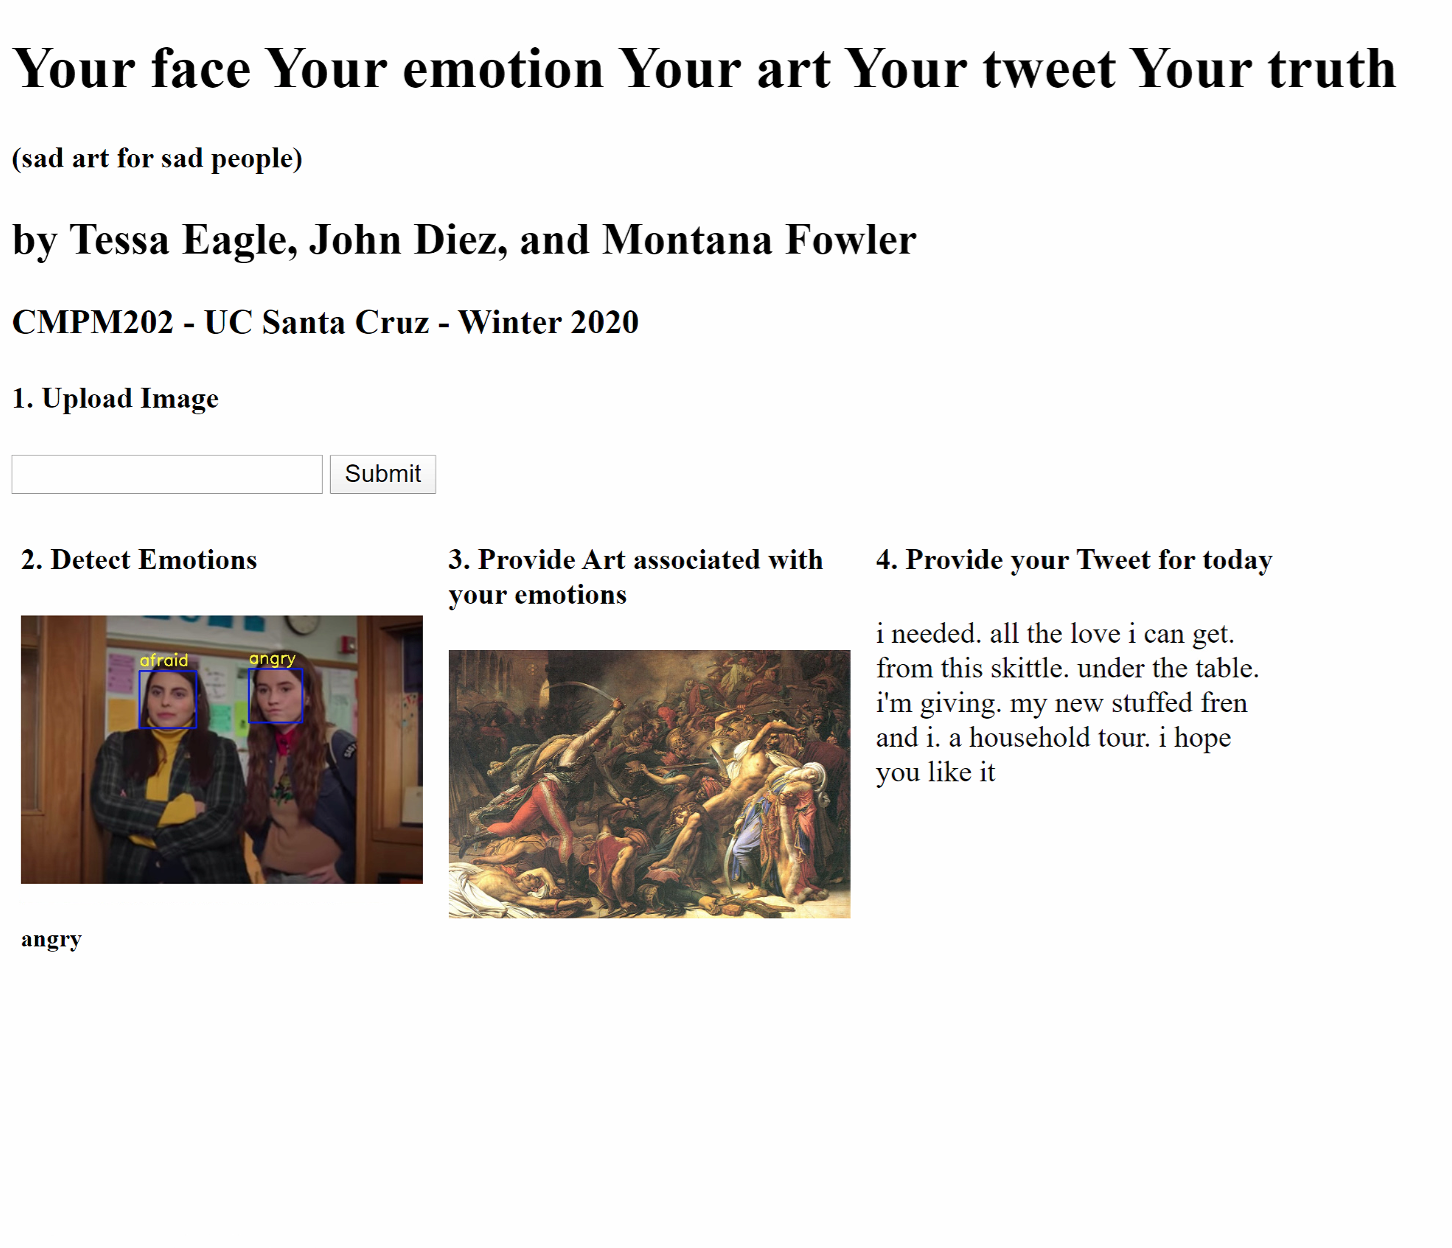 Your face Your emotion Your art Your tweet Your truth
(sad art for sad people)
by Tessa Eagle, John Diez, and Montana Fowler
CMPM202 - UC Santa Cruz - Winter 2020
1. Upload Image
Submit
2. Detect Emotions
afraid
angry
angry
3. Provide Art associated with
your emotions
4. Provide your Tweet for today
i needed. all the love i can get.
from this skittle. under the table.
i'm giving. my new stuffed fren
and i. a household tour. i hope
you like it